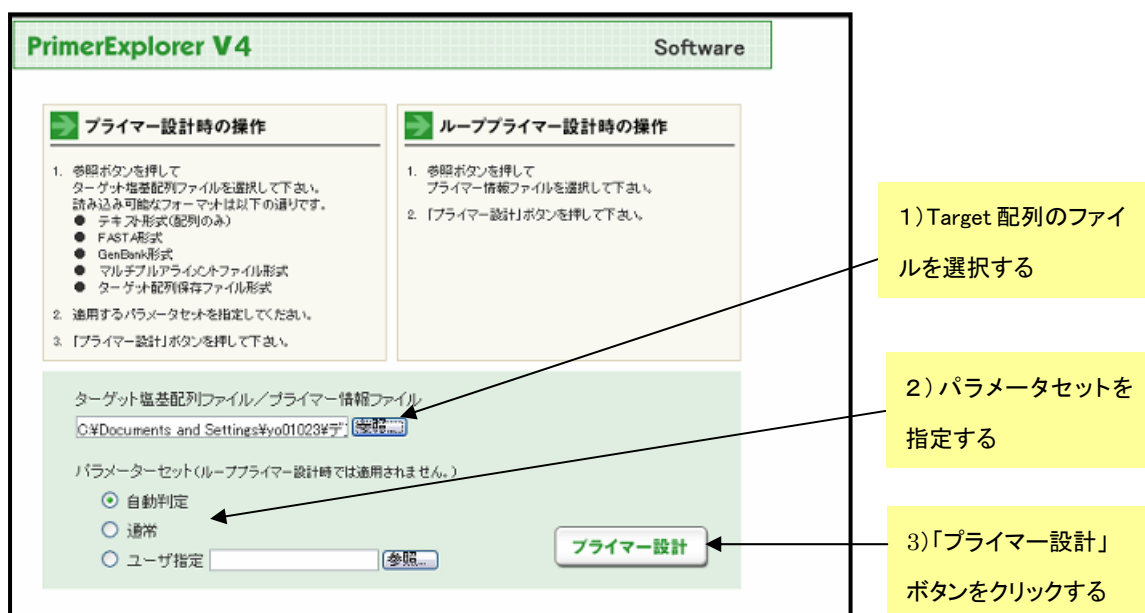 PrimerExplorer V4
Software
プライマー設計時の操作
1. 参照ボタンを押して
ターゲット塩基配列ファイルを選択して下さい。
読み込み可能なフォーマットは以下の通りです。
● テキスト形式(配列のみ)
● FASTA形式
● GenBank形式
● マルチプルアライメントファイル形式
● ターゲット配列保存ファイル形式
2. 適用するパラメータセットを指定してください。
3. 「プライマー設計」ボタンを押して下さい。
ループプライマー設計時の操作
1. 参照ボタンを押して
プライマー情報ファイルを選択して下さい。
2. 「プライマー設計」ボタンを押して下さい。
ターゲット塩基配列ファイル／プライマー情報ファイル
C:¥Documents and Settings¥yo01023¥デ
参照...
パラメーターセット(ループプライマー設計時では適用されません。)
自動判定
通常
ユーザ指定
参照...
プライマー設計
1)Target 配列のファイ
ルを選択する
2)パラメータセットを
指定する
3)「プライマー設計」
ボタンをクリックする